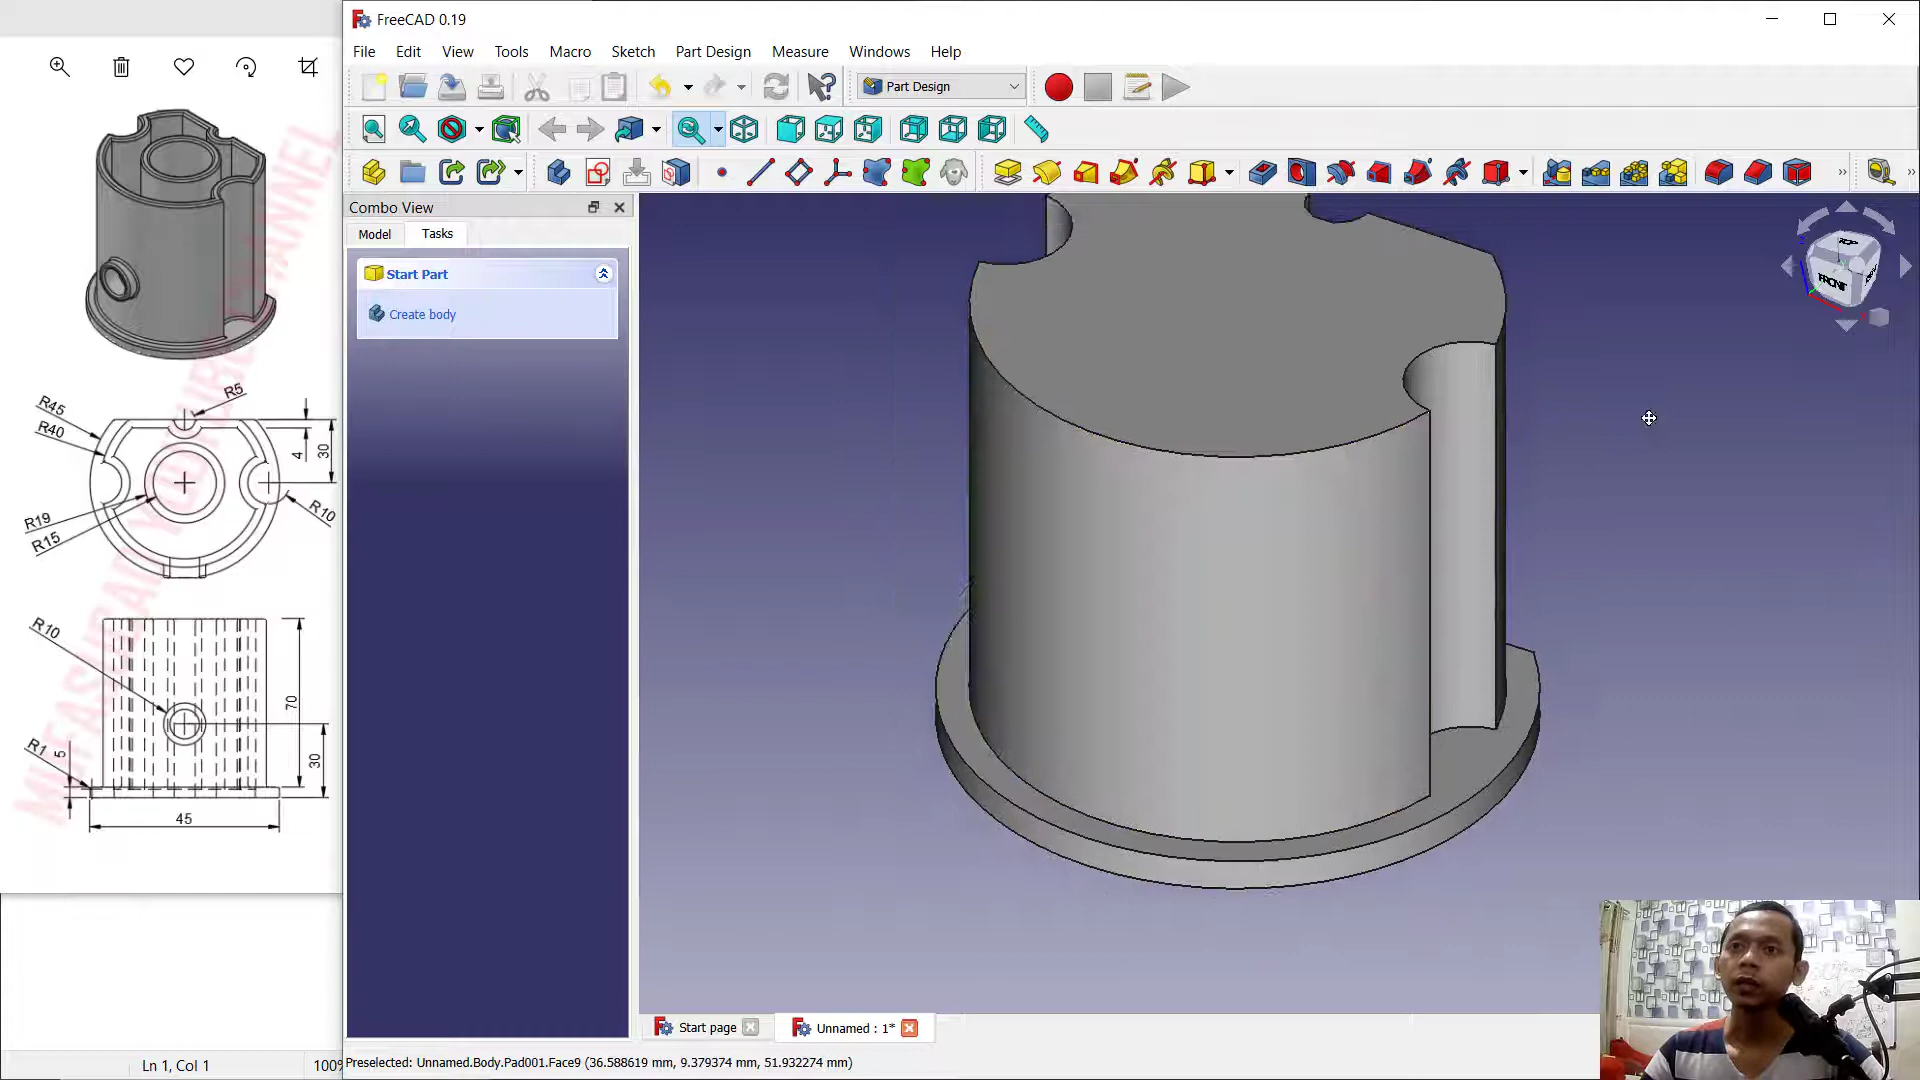 FreeCAD 0.19
File Edit View Tools Macro Sketch Part Design Measure Windows Help
Part Design
Combo View
Model Tasks
Start Part
Create body
TOP
FRONT
R5
R45
R40
4
30
R19
R15
R10
R10
70
R1
5
30
45
Start page
Unnamed : 1*
Ln 1, Col 1
100%
Preselected: Unnamed.Body.Pad001.Face9 (36.588619 mm, 9.379374 mm, 51.932274 mm)